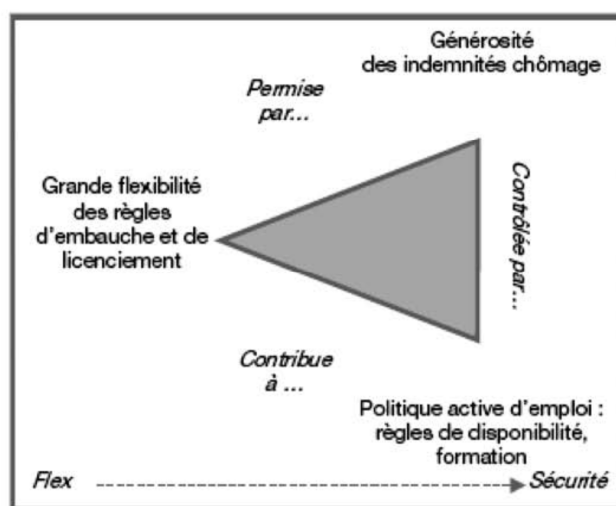 Générosité
des indemnités chômage
Permise
par...
Grande flexibilité
des règles
d'embauche et de
licenciement
Contrôlée par...
Contribue
à ...
Politique active d'emploi :
règles de disponibilité,
formation
Flex
Sécurité